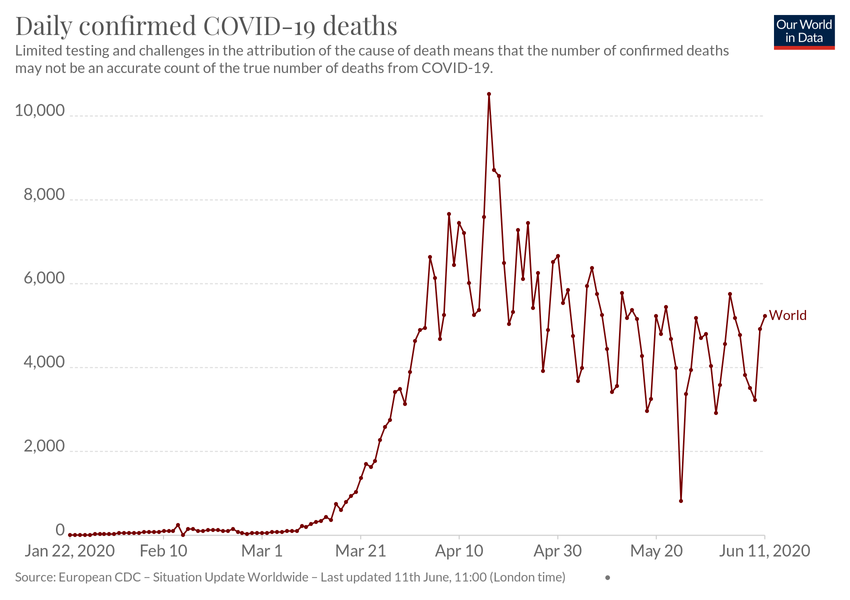 Daily confirmed COVID-19 deaths
Our World
in Data
Limited testing and challenges in the attribution of the cause of death means that the number of confirmed deaths
may not be an accurate count of the true number of deaths from COVID-19.
10,000
8,000
6,000
World
4,000
2,000
0
Jan 22, 2020 Feb 10 Mar 1 Mar 21 Apr 10 Apr 30 May 20 Jun 11, 2020
Source: European CDC – Situation Update Worldwide – Last updated 11th June, 11:00 (London time) •